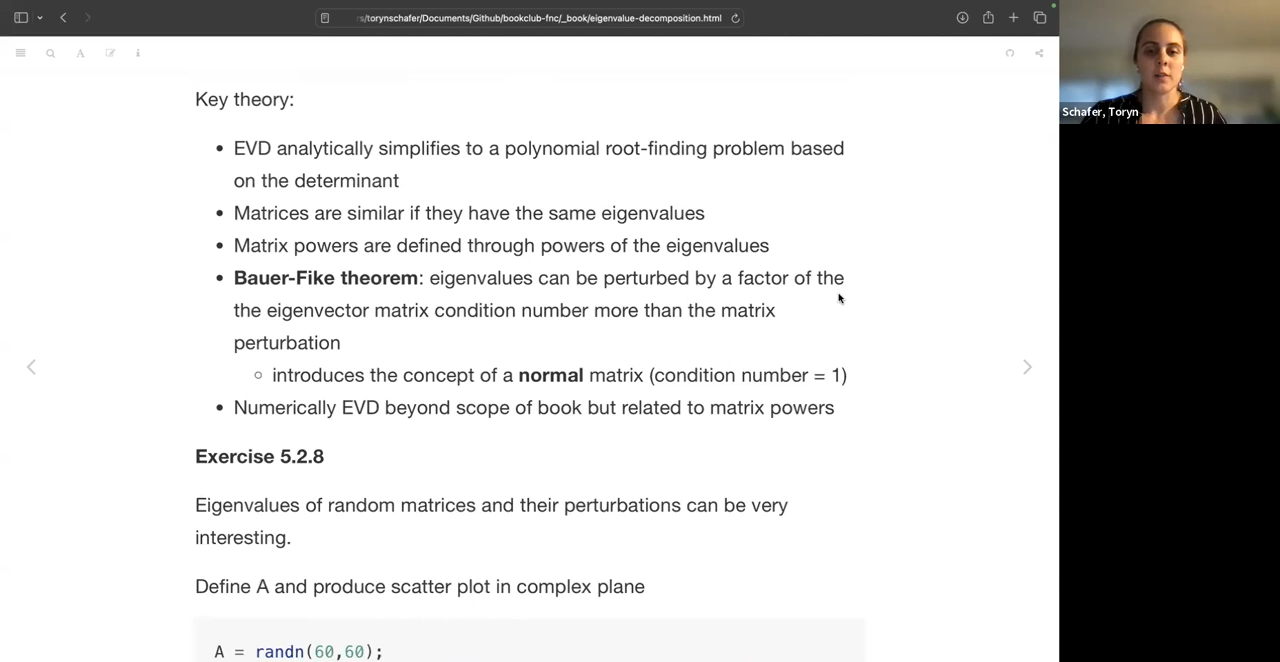 rs/torynschafer/Documents/Github/bookclub-fnc/_book/eigenvalue-decomposition.html
Schafer, Toryn
Key theory:
• EVD analytically simplifies to a polynomial root-finding problem based
on the determinant
• Matrices are similar if they have the same eigenvalues
• Matrix powers are defined through powers of the eigenvalues
• Bauer-Fike theorem: eigenvalues can be perturbed by a factor of the
the eigenvector matrix condition number more than the matrix
perturbation
◦ introduces the concept of a normal matrix (condition number = 1)
• Numerically EVD beyond scope of book but related to matrix powers
Exercise 5.2.8
Eigenvalues of random matrices and their perturbations can be very
interesting.
Define A and produce scatter plot in complex plane
A = randn(60,60);